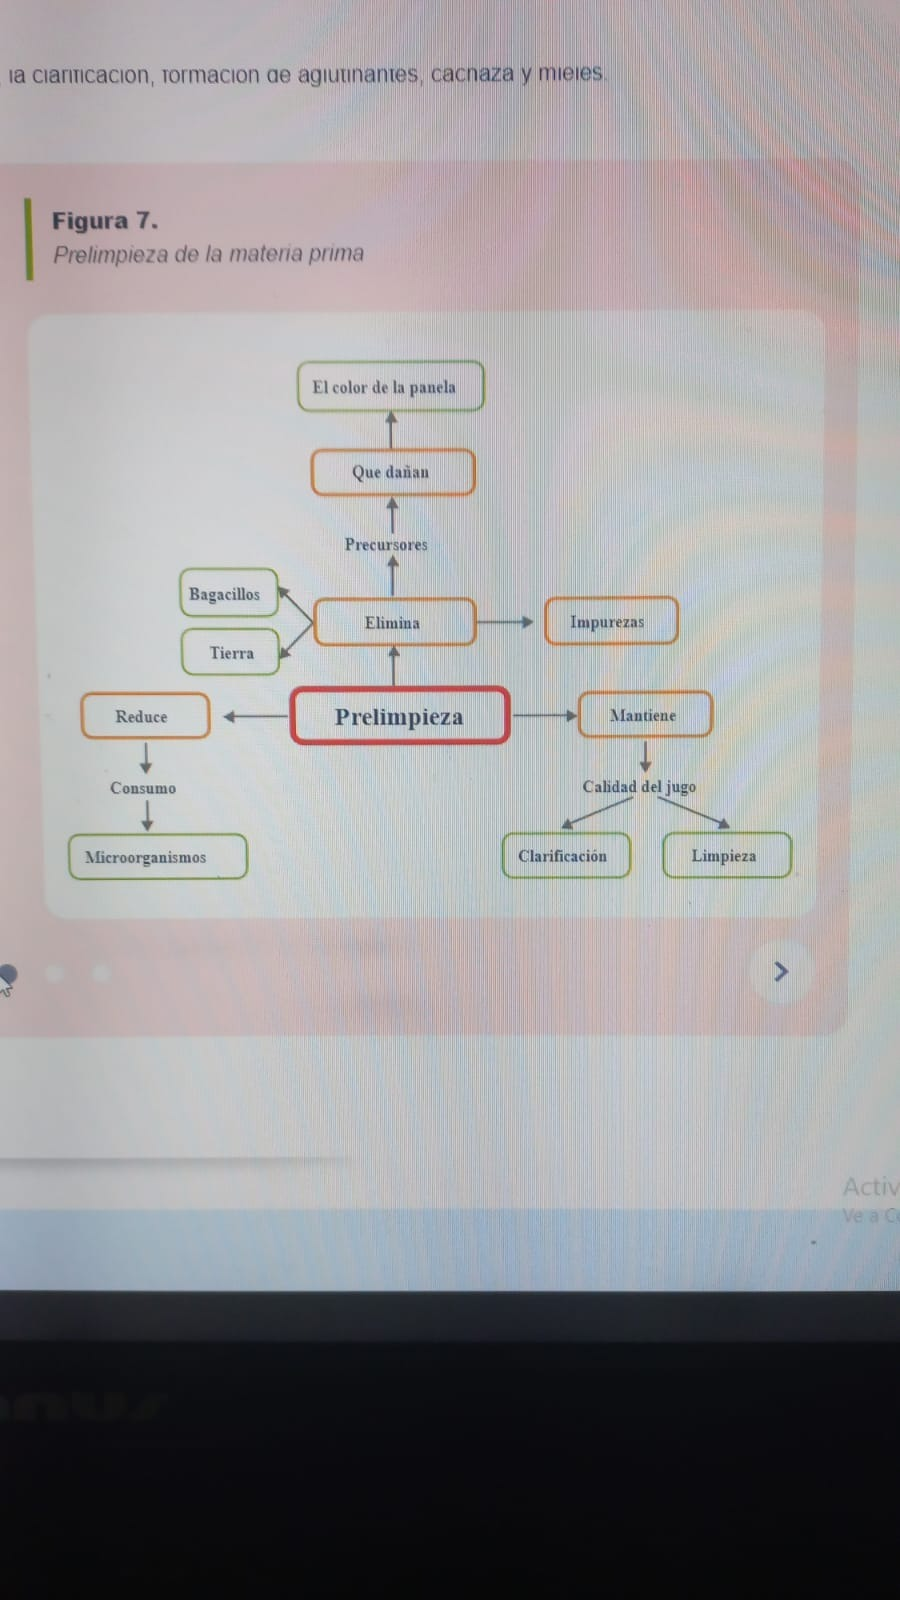 la clarificación, formación de aglutinantes, cachaza y mieles.
Figura 7.
Prelimpieza de la materia prima
El color de la panela
Que dañan
Precursores
Bagacillos
Elimina
Impurezas
Tierra
Reduce
Prelimpieza
Mantiene
Consumo
Calidad del jugo
Microorganismos
Clarificación
Limpieza
Activ
Ve a Co